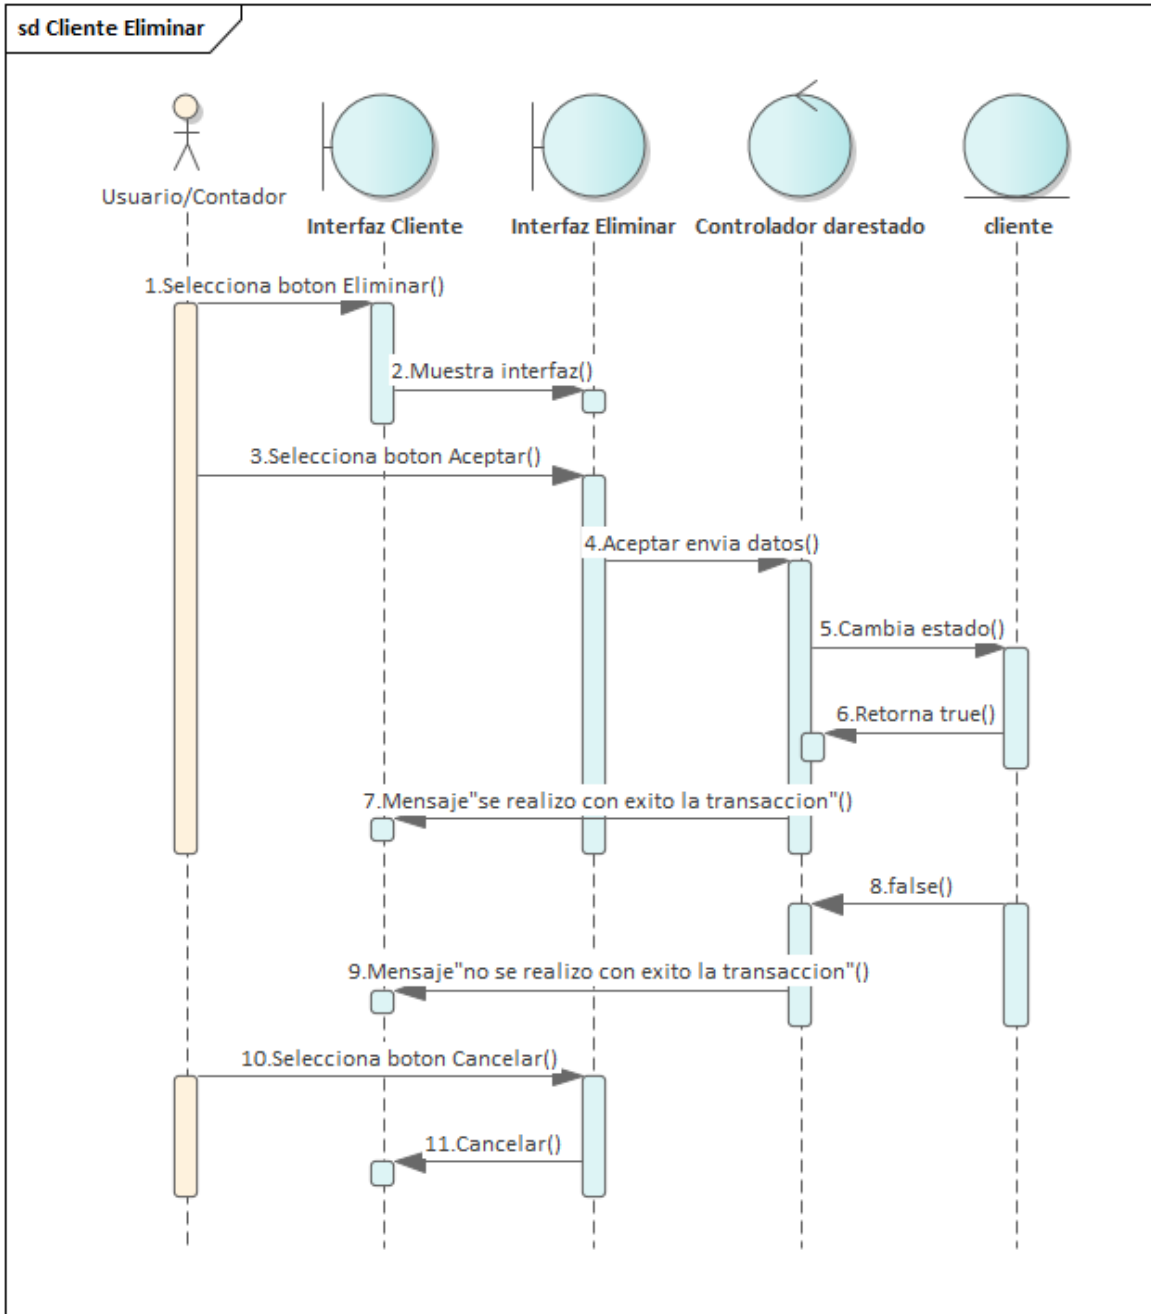 sd Cliente Eliminar
Usuario/Contador
Interfaz Cliente
Interfaz Eliminar
Controlador darestado
cliente
1.Selecciona boton Eliminar()
2.Muestra interfaz()
3.Selecciona boton Aceptar()
4.Aceptar envia datos()
5.Cambia estado()
6.Retorna true()
7.Mensaje"se realizo con exito la transaccion"()
8.false()
9.Mensaje"no se realizo con exito la transaccion"()
10.Selecciona boton Cancelar()
11.Cancelar()